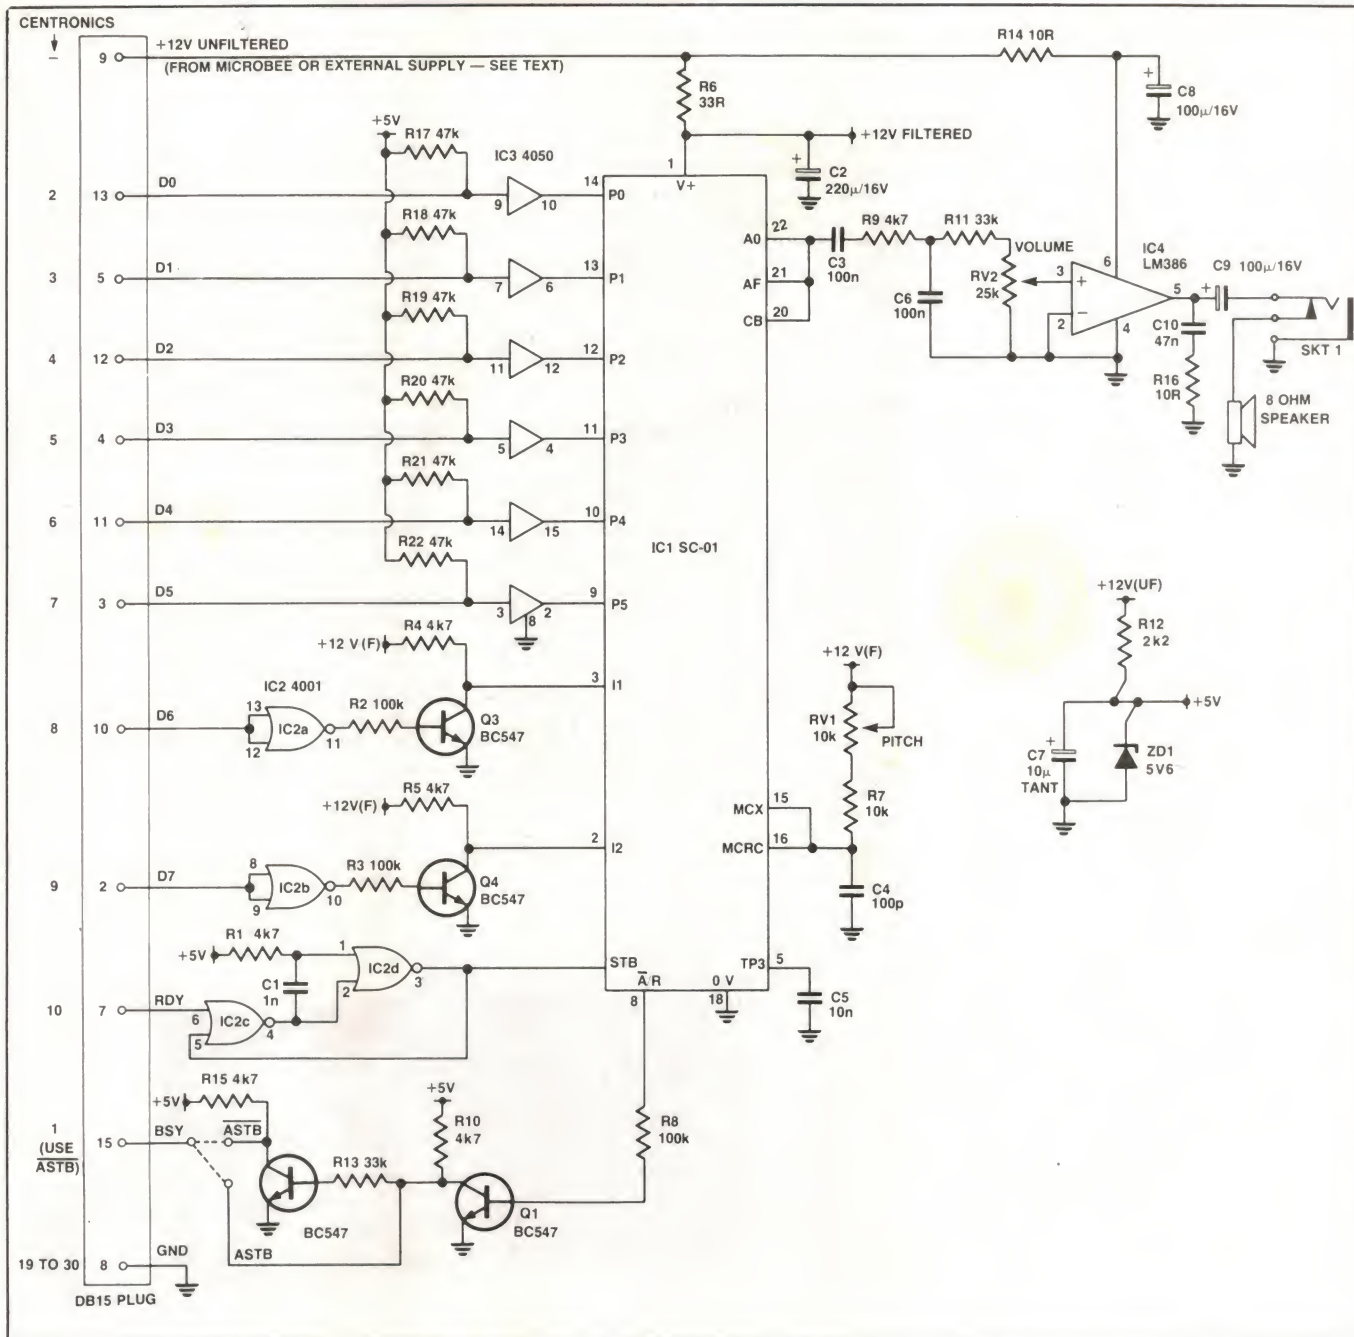 CENTRONICS
–
9
+12V UNFILTERED
(FROM MICROBEE OR EXTERNAL SUPPLY — SEE TEXT)
R14 10R
+
C8
100µ/16V
R6
33R
+12V FILTERED
+
C2
220µ/16V
1
V+
+5V
R17 47k
IC3 4050
2
13
D0
9
10
14
P0
R18 47k
3
5
D1
7
6
13
P1
R19 47k
4
12
D2
11
12
12
P2
R20 47k
5
4
D3
5
4
11
P3
R21 47k
6
11
D4
14
15
10
P4
R22 47k
7
3
D5
3
2
8
9
P5
IC1 SC-01
A0
22
AF
21
CB
20
C3
100n
R9 4k7
R11 33k
C6
100n
VOLUME
RV2
25k
IC4
LM386
6
3
+
2
−
4
5
C9 100µ/16V
+
C10
47n
R16
10R
SKT 1
8 OHM
SPEAKER
R4 4k7
+12 V(F)
3
I1
IC2 4001
8
10
D6
13
12
IC2a
11
R2 100k
Q3
BC547
R5 4k7
+12V(F)
2
I2
9
2
D7
8
9
IC2b
10
R3 100k
Q4
BC547
+12 V(F)
RV1
10k
PITCH
R7
10k
MCX
15
MCRC
16
C4
100p
+12V(UF)
R12
2k2
+5V
+
C7
10µ
TANT
ZD1
5V6
R1 4k7
+5V
C1
1n
1
2
IC2d
3
STB
10
7
RDY
6
5
IC2c
4
A̅/R
8
0 V
18
TP3
5
C5
10n
R15 4k7
+5V
1
(USE
A̅S̅T̅B̅)
15
BSY
A̅S̅T̅B̅
R13 33k
BC547
+5V
R10
4k7
Q1
BC547
R8
100k
ASTB
19 TO 30
8
GND
DB15 PLUG